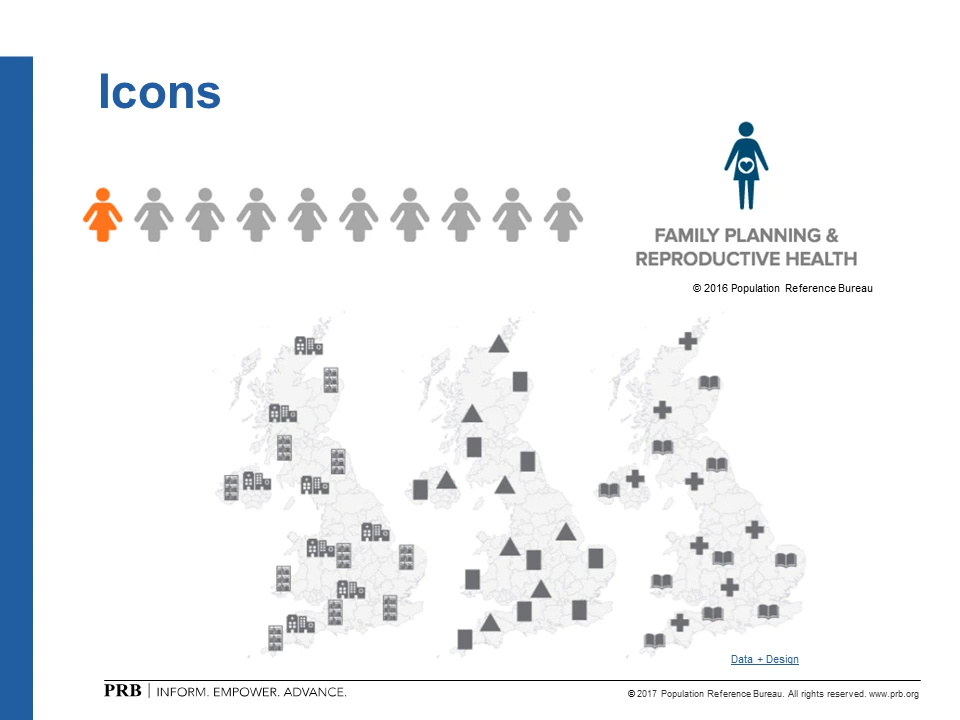 Icons
FAMILY PLANNING &
REPRODUCTIVE HEALTH
© 2016 Population Reference Bureau
Data + Design
PRB | INFORM. EMPOWER. ADVANCE.
© 2017 Population Reference Bureau. All rights reserved. www.prb.org